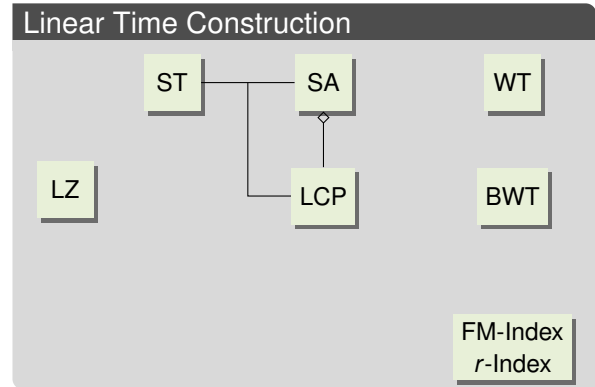 Linear Time Construction
ST
SA
WT
LZ
LCP
BWT
FM-Index
r-Index